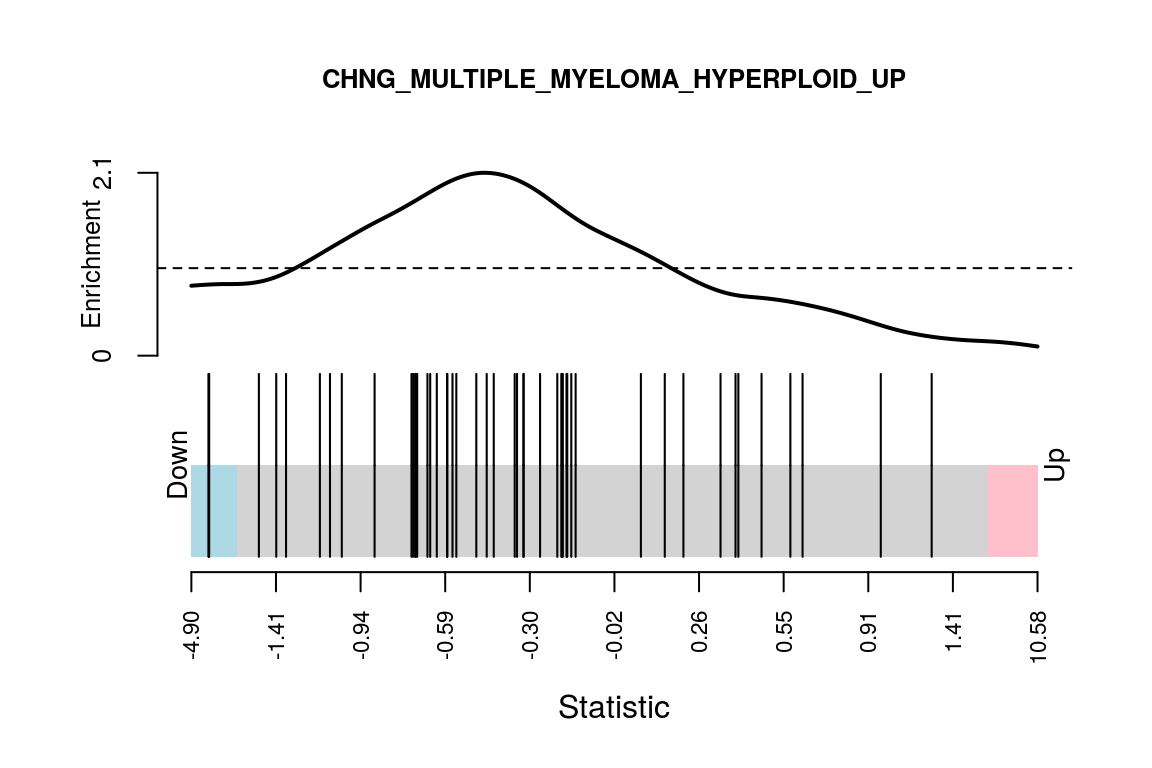 CHNG_MULTIPLE_MYELOMA_HYPERPLOID_UP
Enrichment
2.1
0
Down
Up
-4.90
-1.41
-0.94
-0.59
-0.30
-0.02
0.26
0.55
0.91
1.41
10.58
Statistic